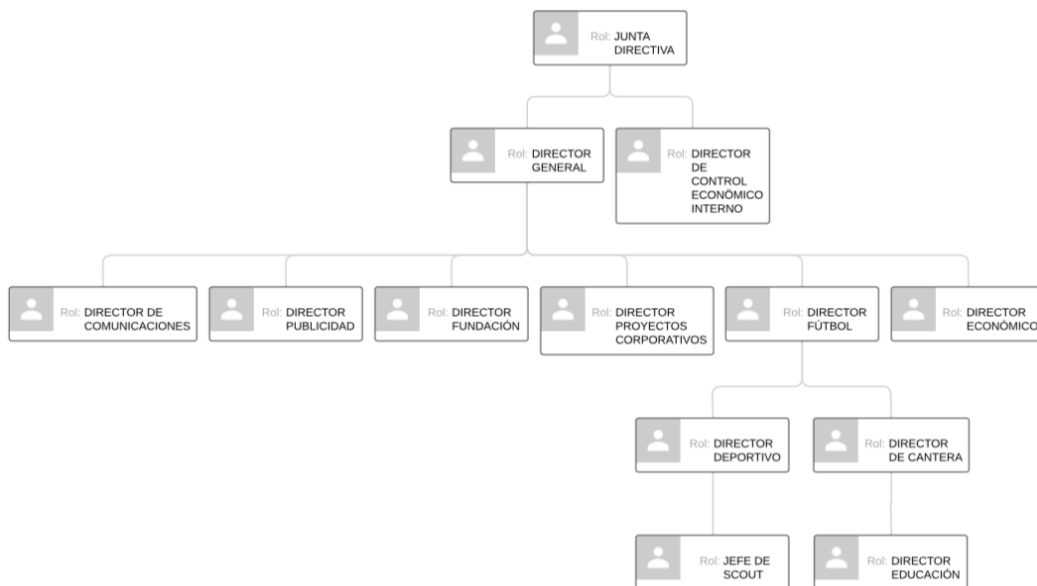 Rol: JUNTA
DIRECTIVA
Rol: DIRECTOR
GENERAL
Rol: DIRECTOR
DE
CONTROL
ECONÓMICO
INTERNO
Rol: DIRECTOR DE
COMUNICACIONES
Rol: DIRECTOR
PUBLICIDAD
Rol: DIRECTOR
FUNDACIÓN
Rol: DIRECTOR
PROYECTOS
CORPORATIVOS
Rol: DIRECTOR
FÚTBOL
Rol: DIRECTOR
ECONÓMICO
Rol: DIRECTOR
DEPORTIVO
Rol: DIRECTOR
DE CANTERA
Rol: JEFE DE
SCOUT
Rol: DIRECTOR
EDUCACIÓN